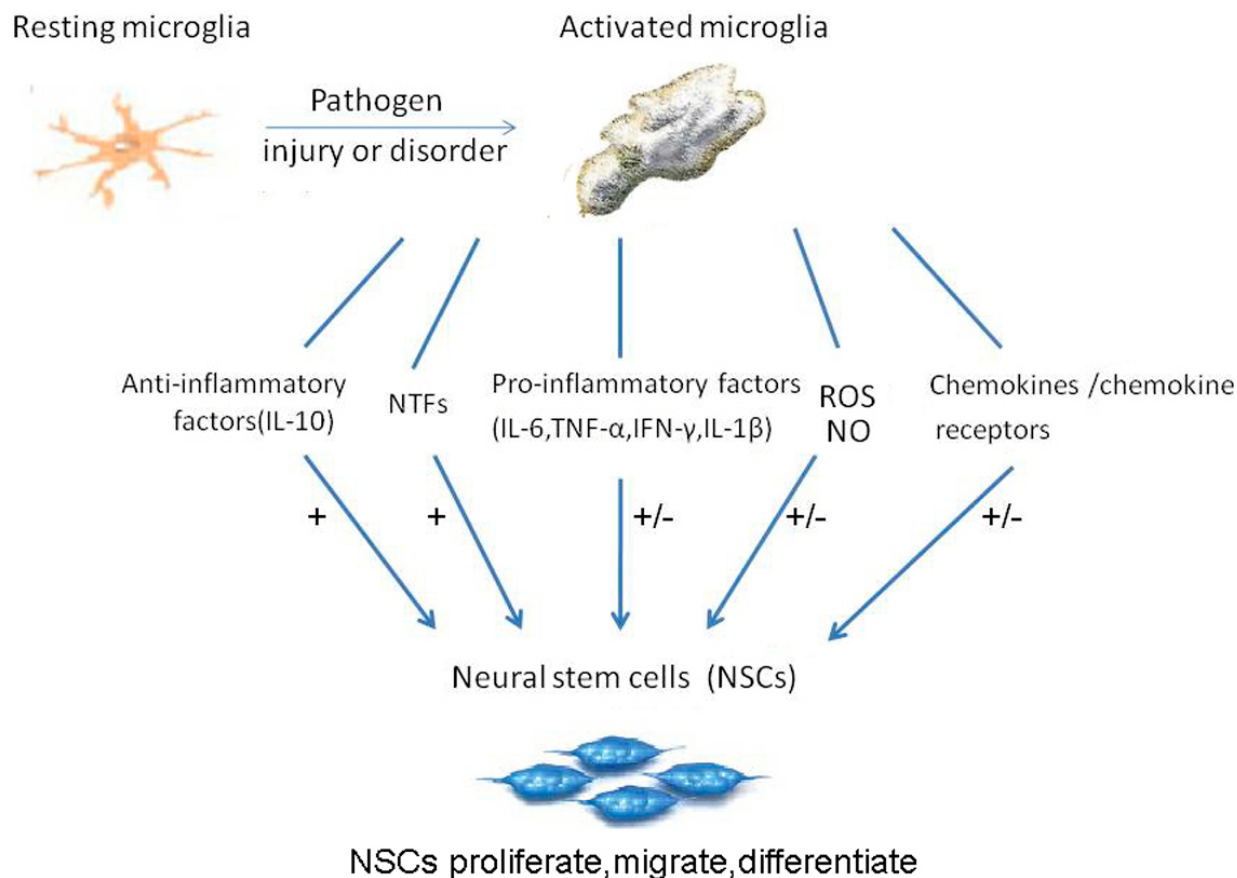 Resting microglia
Activated microglia
Pathogen
injury or disorder
Anti-inflammatory
factors(IL-10)
NTFs
Pro-inflammatory factors
(IL-6,TNF-α,IFN-γ,IL-1β)
ROS
NO
Chemokines /chemokine
receptors
+
+
+/-
+/-
+/-
Neural stem cells (NSCs)
NSCs proliferate,migrate,differentiate